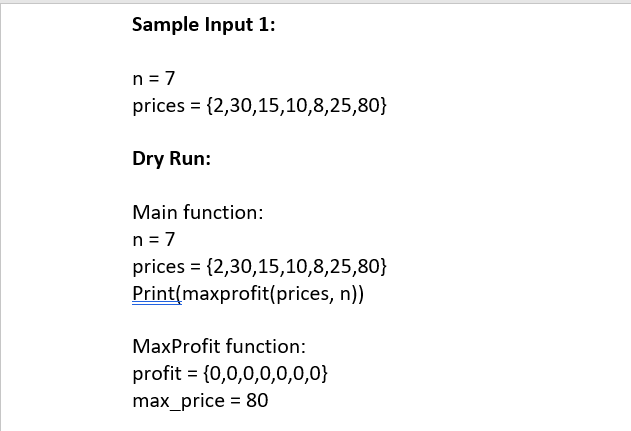 Sample Input 1:
n = 7
prices = {2,30,15,10,8,25,80}
Dry Run:
Main function:
n = 7
prices = {2,30,15,10,8,25,80}
Print(maxprofit(prices, n))
MaxProfit function:
profit = {0,0,0,0,0,0,0}
max_price = 80